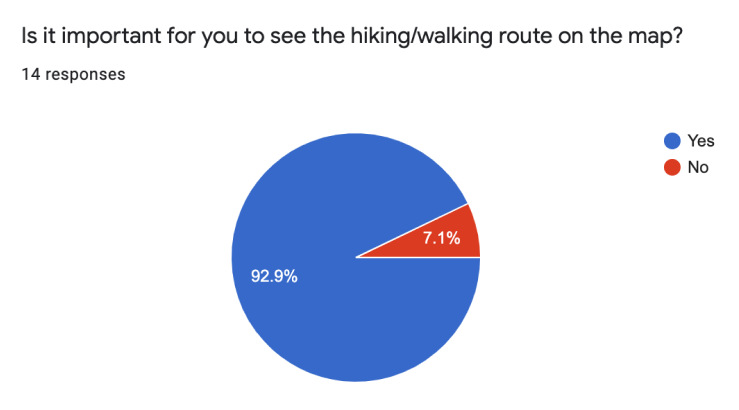 Is it important for you to see the hiking/walking route on the map?
14 responses
Yes
No
7.1%
92.9%